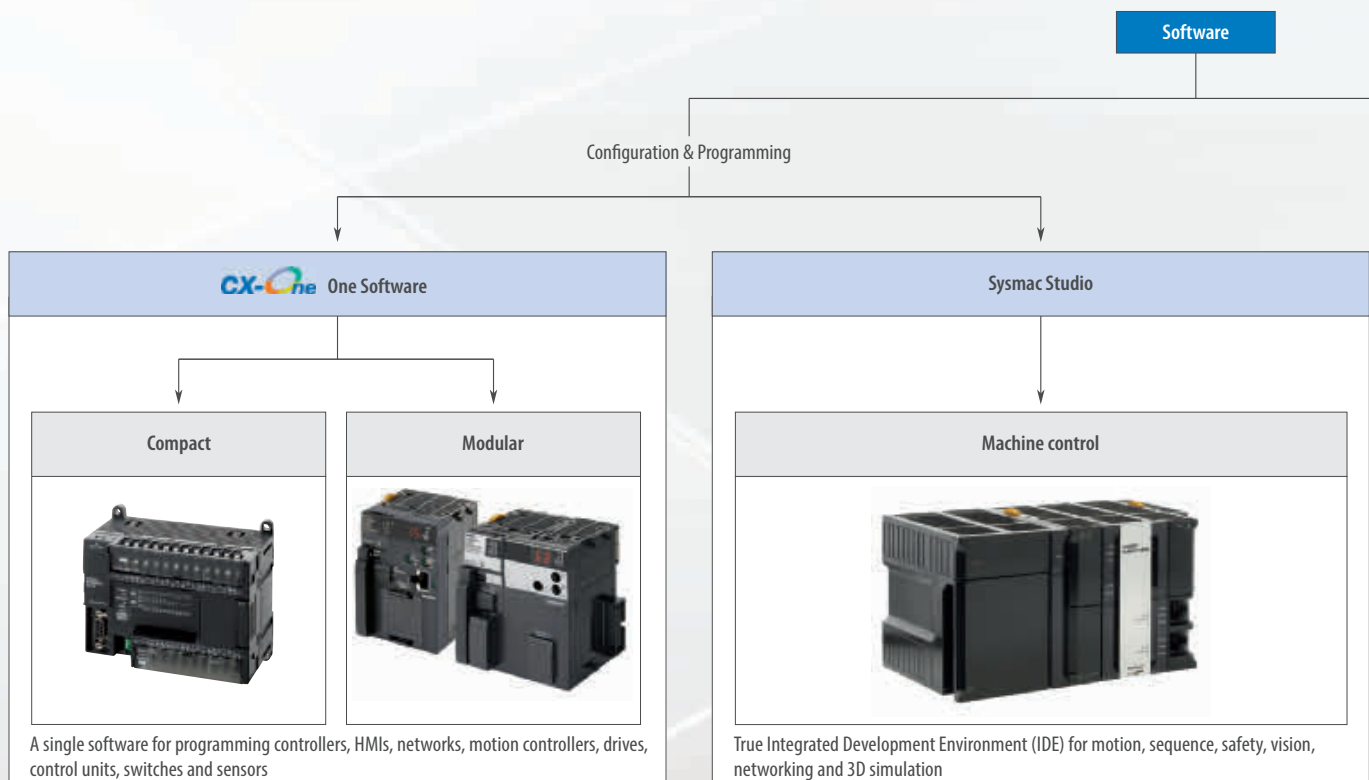 Software
Configuration & Programming
CX-One One Software
Sysmac Studio
Compact
Modular
Machine control
A single software for programming controllers, HMIs, networks, motion controllers, drives,
control units, switches and sensors
True Integrated Development Environment (IDE) for motion, sequence, safety, vision,
networking and 3D simulation